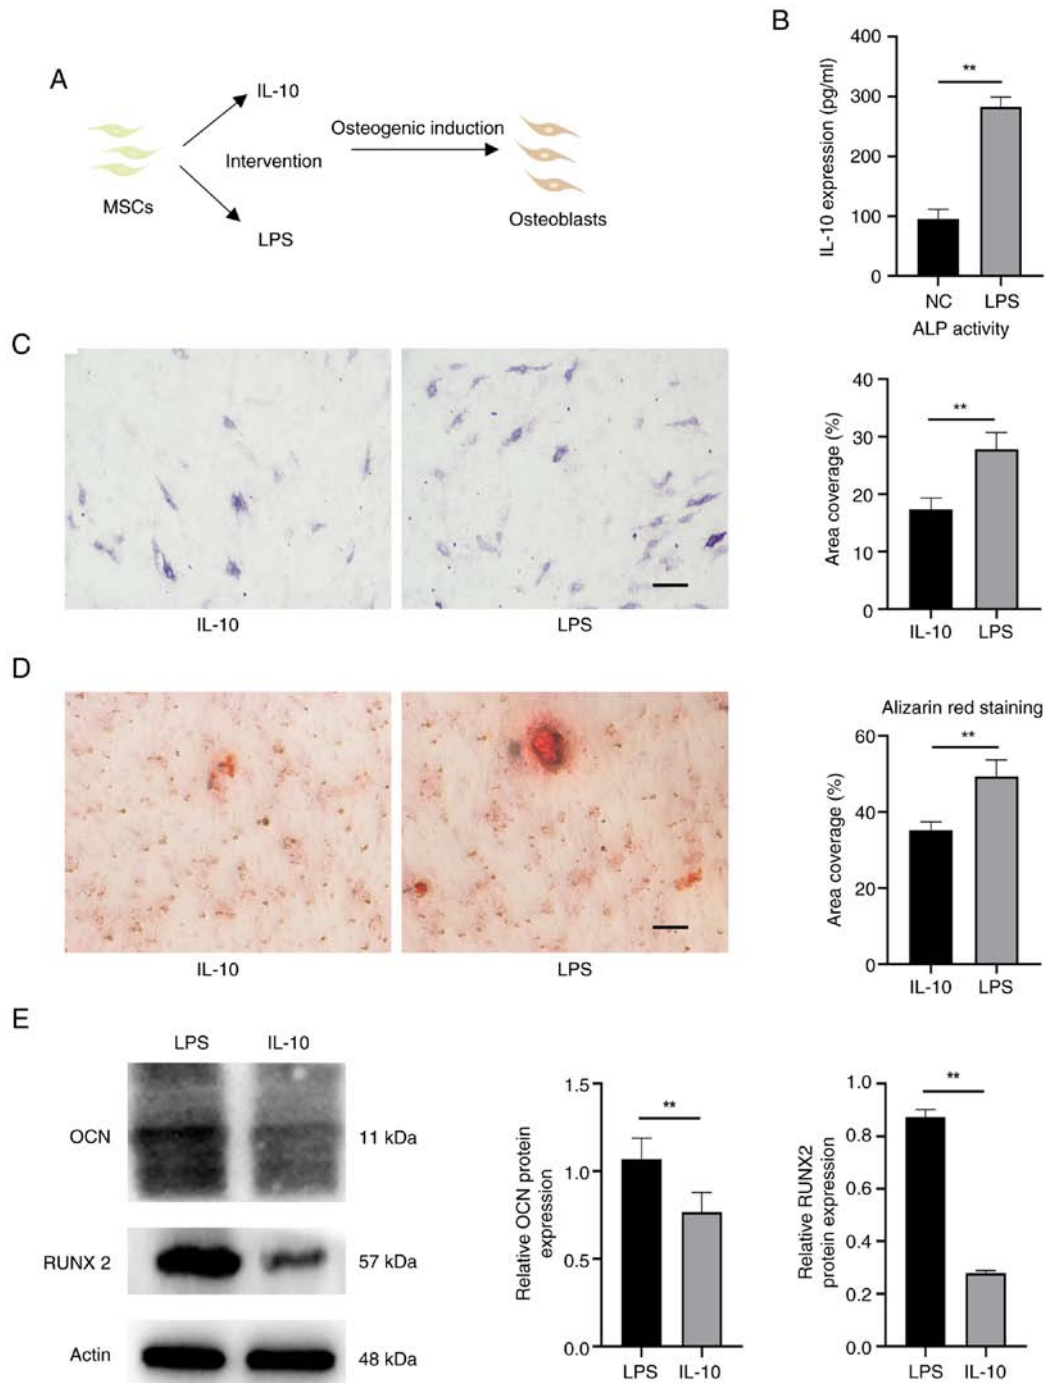 A
MSCs
IL-10
Intervention
LPS
Osteogenic induction
Osteoblasts
B
IL-10 expression (pg/ml)
400
300
200
100
0
**
NC
LPS
C
IL-10
LPS
ALP activity
Area coverage (%)
40
30
20
10
0
**
IL-10
LPS
D
IL-10
LPS
Alizarin red staining
Area coverage (%)
60
40
20
0
**
IL-10
LPS
E
LPS
IL-10
OCN
11 kDa
RUNX 2
57 kDa
Actin
48 kDa
Relative OCN protein
expression
1.5
1.0
0.5
0.0
**
LPS
IL-10
Relative RUNX2
protein expression
1.0
0.8
0.6
0.4
0.2
0.0
**
LPS
IL-10